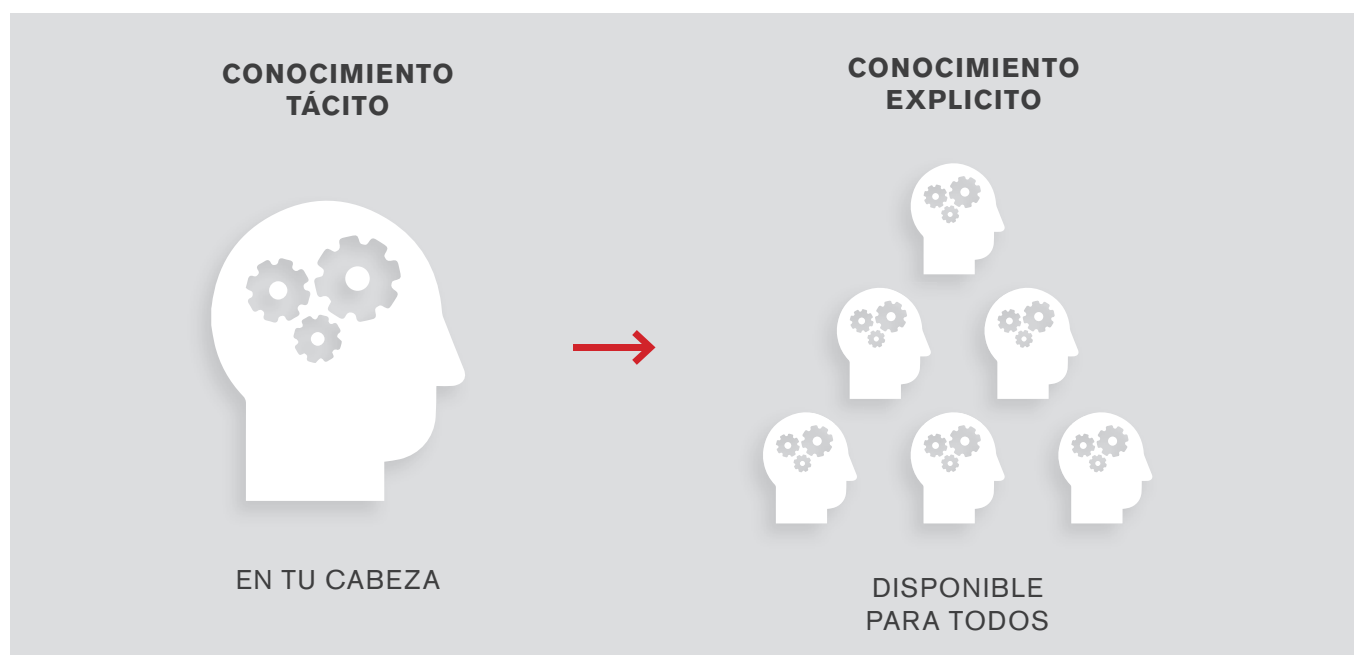 CONOCIMIENTO
TÁCITO
EN TU CABEZA
CONOCIMIENTO
EXPLICITO
DISPONIBLE
PARA TODOS